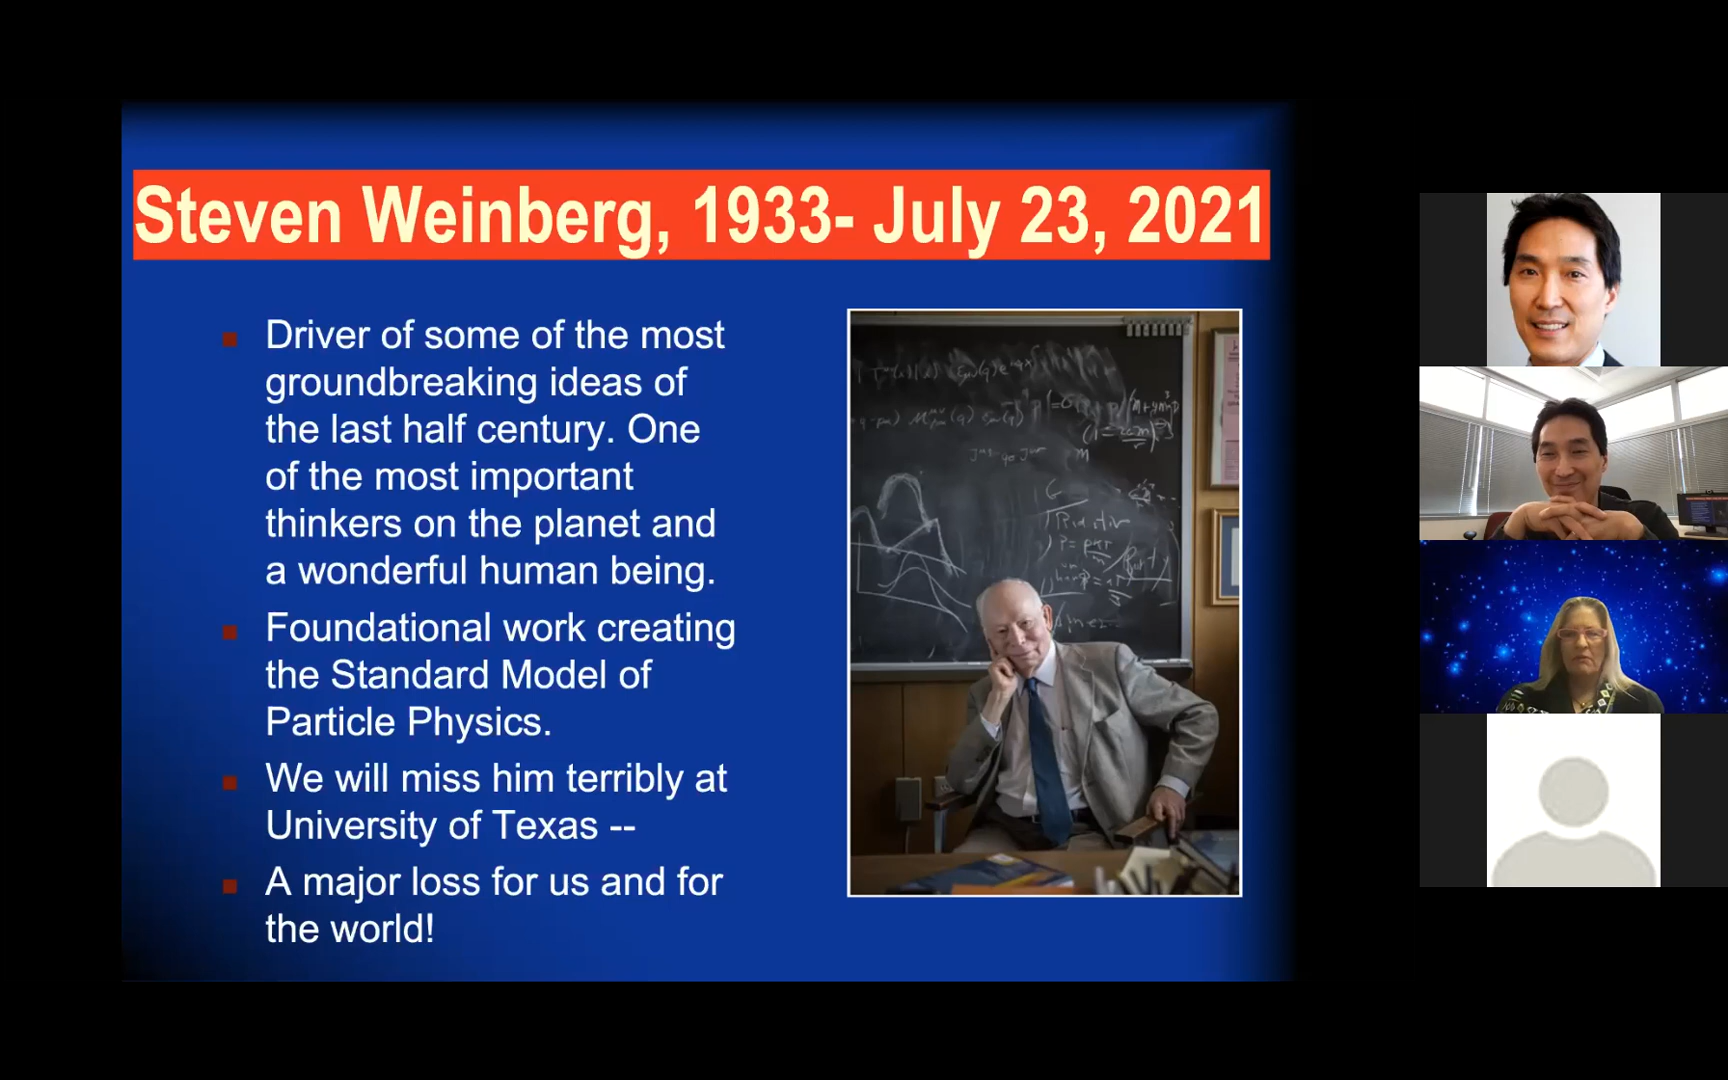 Steven Weinberg, 1933- July 23, 2021
Driver of some of the most
groundbreaking ideas of
the last half century. One
of the most important
thinkers on the planet and
a wonderful human being.
Foundational work creating
the Standard Model of
Particle Physics.
We will miss him terribly at
University of Texas --
A major loss for us and for
the world!